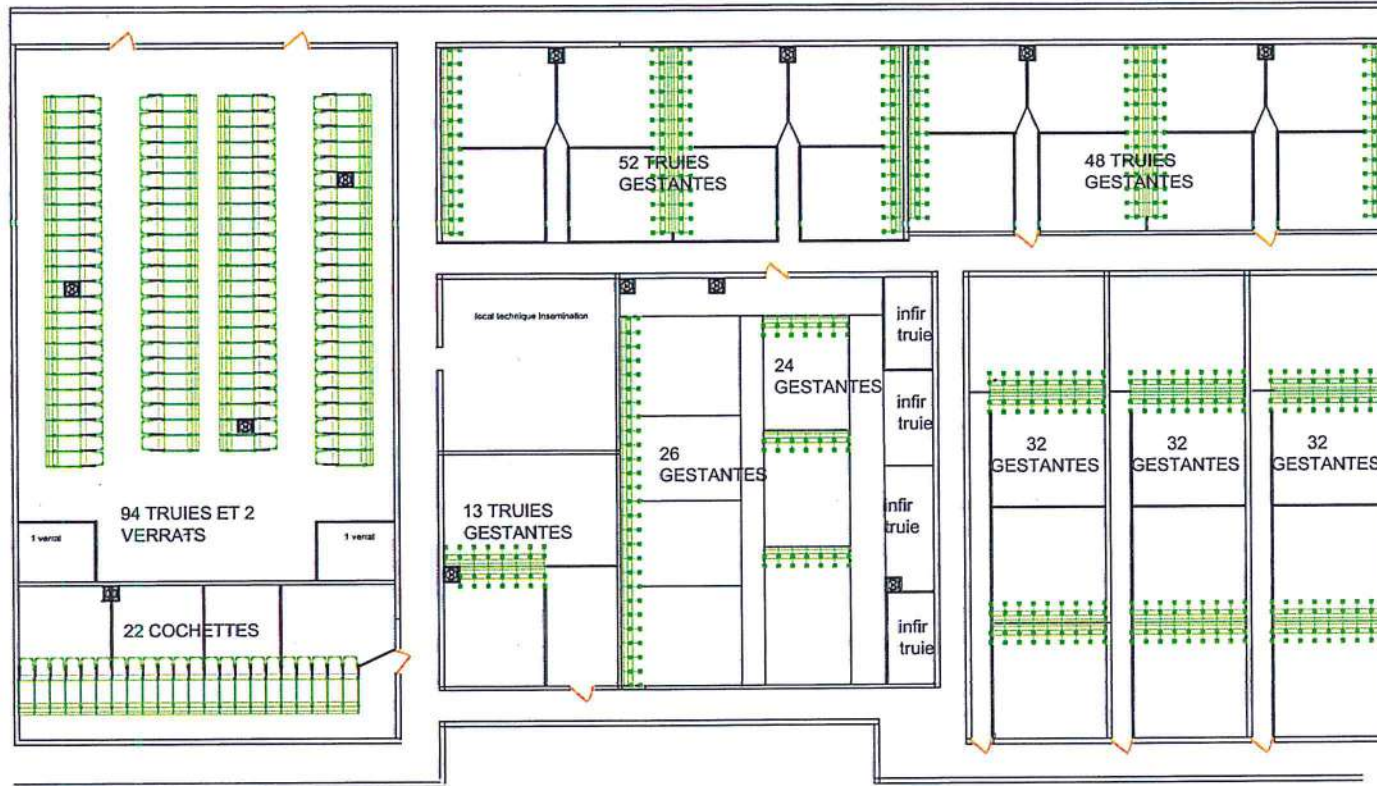 52 TRUIES
GESTANTES
48 TRUIES
GESTANTES
local technique Insemination
infir
truie
24
GESTANTES
infir
truie
26
GESTANTES
32
GESTANTES
32
GESTANTES
32
GESTANTES
94 TRUIES ET 2
VERRATS
13 TRUIES
GESTANTES
infir
truie
1 verrat
1 verrat
22 COCHETTES
infir
truie